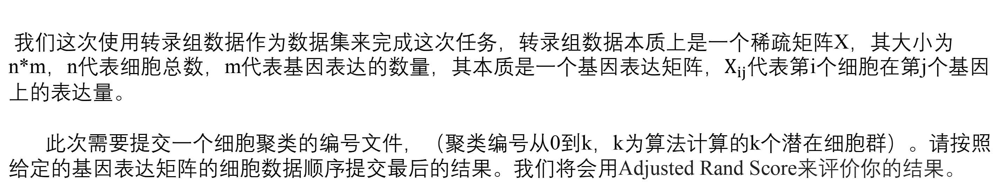 我们这次使用转录组数据作为数据集来完成这次任务，转录组数据本质上是一个稀疏矩阵X，其大小为
n*m，n代表细胞总数，m代表基因表达的数量，其本质是一个基因表达矩阵，Xij代表第i个细胞在第j个基因
上的表达量。
此次需要提交一个细胞聚类的编号文件，（聚类编号从0到k，k为算法计算的k个潜在细胞群）。请按照
给定的基因表达矩阵的细胞数据顺序提交最后的结果。我们将会用Adjusted Rand Score来评价你的结果。